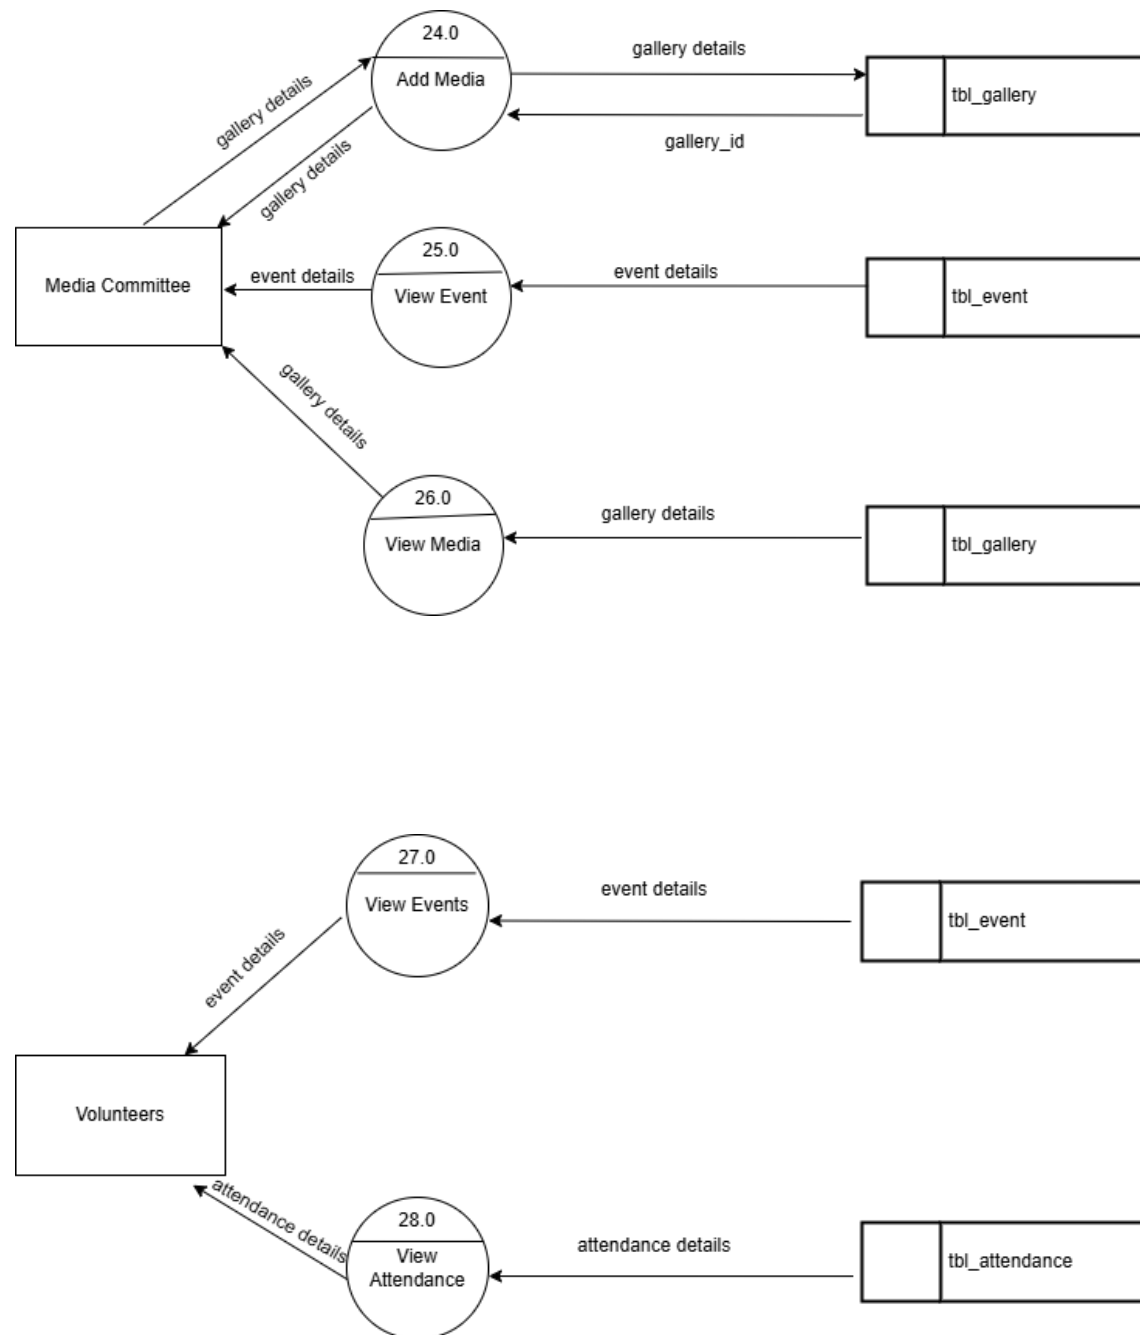 24.0
Add Media
gallery details
gallery details
gallery details
gallery_id
tbl_gallery
Media Committee
25.0
View Event
event details
event details
tbl_event
gallery details
26.0
View Media
gallery details
tbl_gallery
27.0
View Events
event details
event details
tbl_event
Volunteers
attendance details
28.0
View
Attendance
attendance details
tbl_attendance